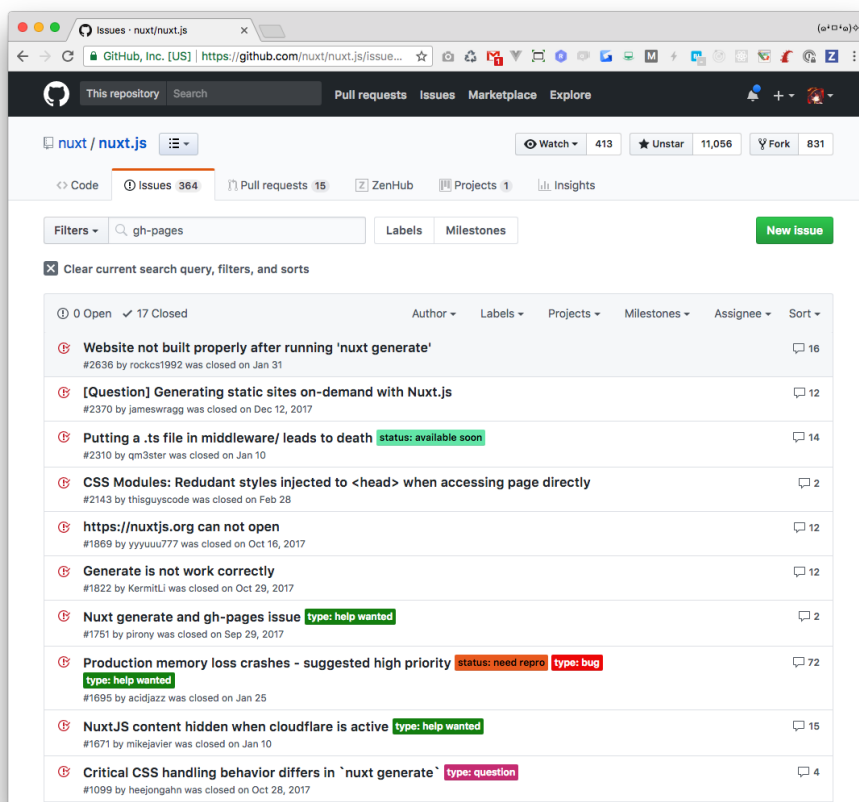 Issues · nuxt/nuxt.js
GitHub, Inc. [US] | https://github.com/nuxt/nuxt.js/issue...
This repository Search Pull requests Issues Marketplace Explore
nuxt / nuxt.js Watch 413 Unstar 11,056 Fork 831
Code Issues 364 Pull requests 15 ZenHub Projects 1 Insights
Filters gh-pages Labels Milestones New issue
Clear current search query, filters, and sorts
0 Open 17 Closed Author Labels Projects Milestones Assignee Sort
Website not built properly after running 'nuxt generate' 16
#2636 by rockcs1992 was closed on Jan 31
[Question] Generating static sites on-demand with Nuxt.js 12
#2370 by jameswragg was closed on Dec 12, 2017
Putting a .ts file in middleware/ leads to death status: available soon 14
#2310 by qm3ster was closed on Jan 10
CSS Modules: Redudant styles injected to <head> when accessing page directly 2
#2143 by thisguyscode was closed on Feb 28
https://nuxtjs.org can not open 12
#1869 by yyyuuu777 was closed on Oct 16, 2017
Generate is not work correctly 12
#1822 by KermitLi was closed on Oct 29, 2017
Nuxt generate and gh-pages issue type: help wanted 2
#1751 by pirony was closed on Sep 29, 2017
Production memory loss crashes - suggested high priority status: need repro type: bug 72
type: help wanted
#1695 by acidjazz was closed on Jan 25
NuxtJS content hidden when cloudflare is active type: help wanted 15
#1671 by mikejavier was closed on Jan 10
Critical CSS handling behavior differs in `nuxt generate` type: question 4
#1099 by heejongahn was closed on Oct 28, 2017